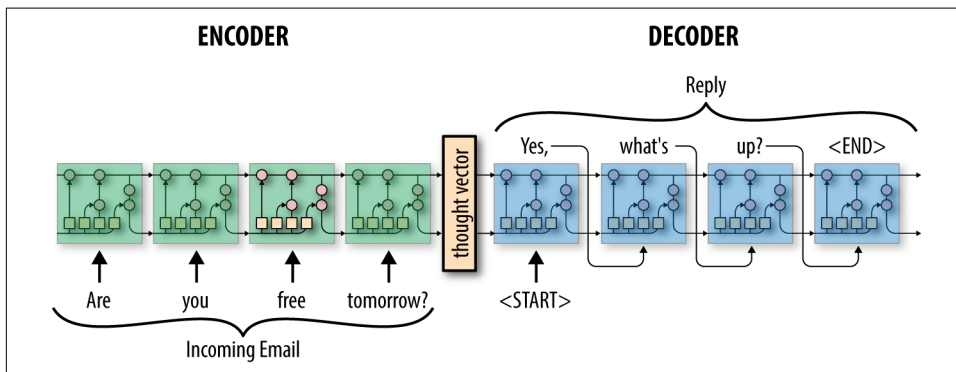 ENCODER
DECODER
Reply
Yes,
what's
up?
<END>
thought vector
Are
you
free
tomorrow?
<START>
Incoming Email